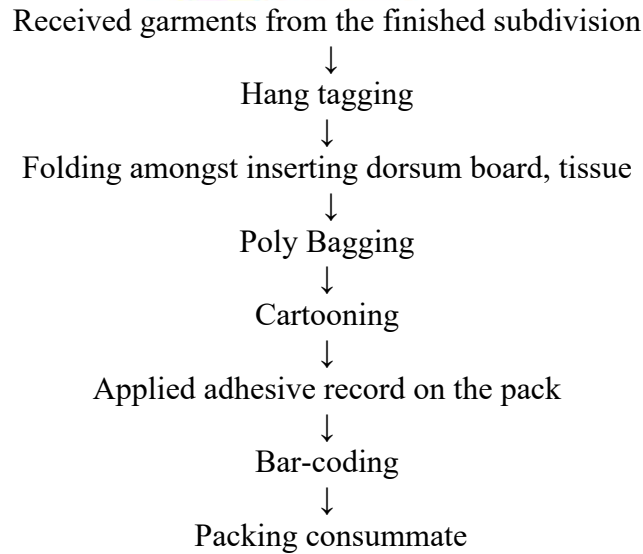 Received garments from the finished subdivision
↓
Hang tagging
↓
Folding amongst inserting dorsum board, tissue
↓
Poly Bagging
↓
Cartooning
↓
Applied adhesive record on the pack
↓
Bar-coding
↓
Packing consummate